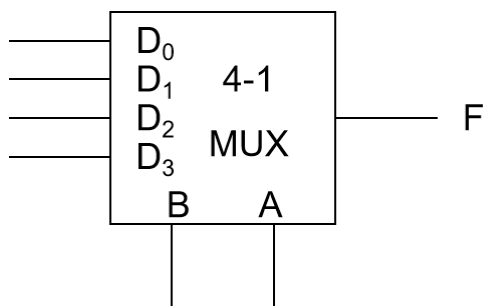 D₀
D₁ 4-1
D₂ F
D₃ MUX
B A